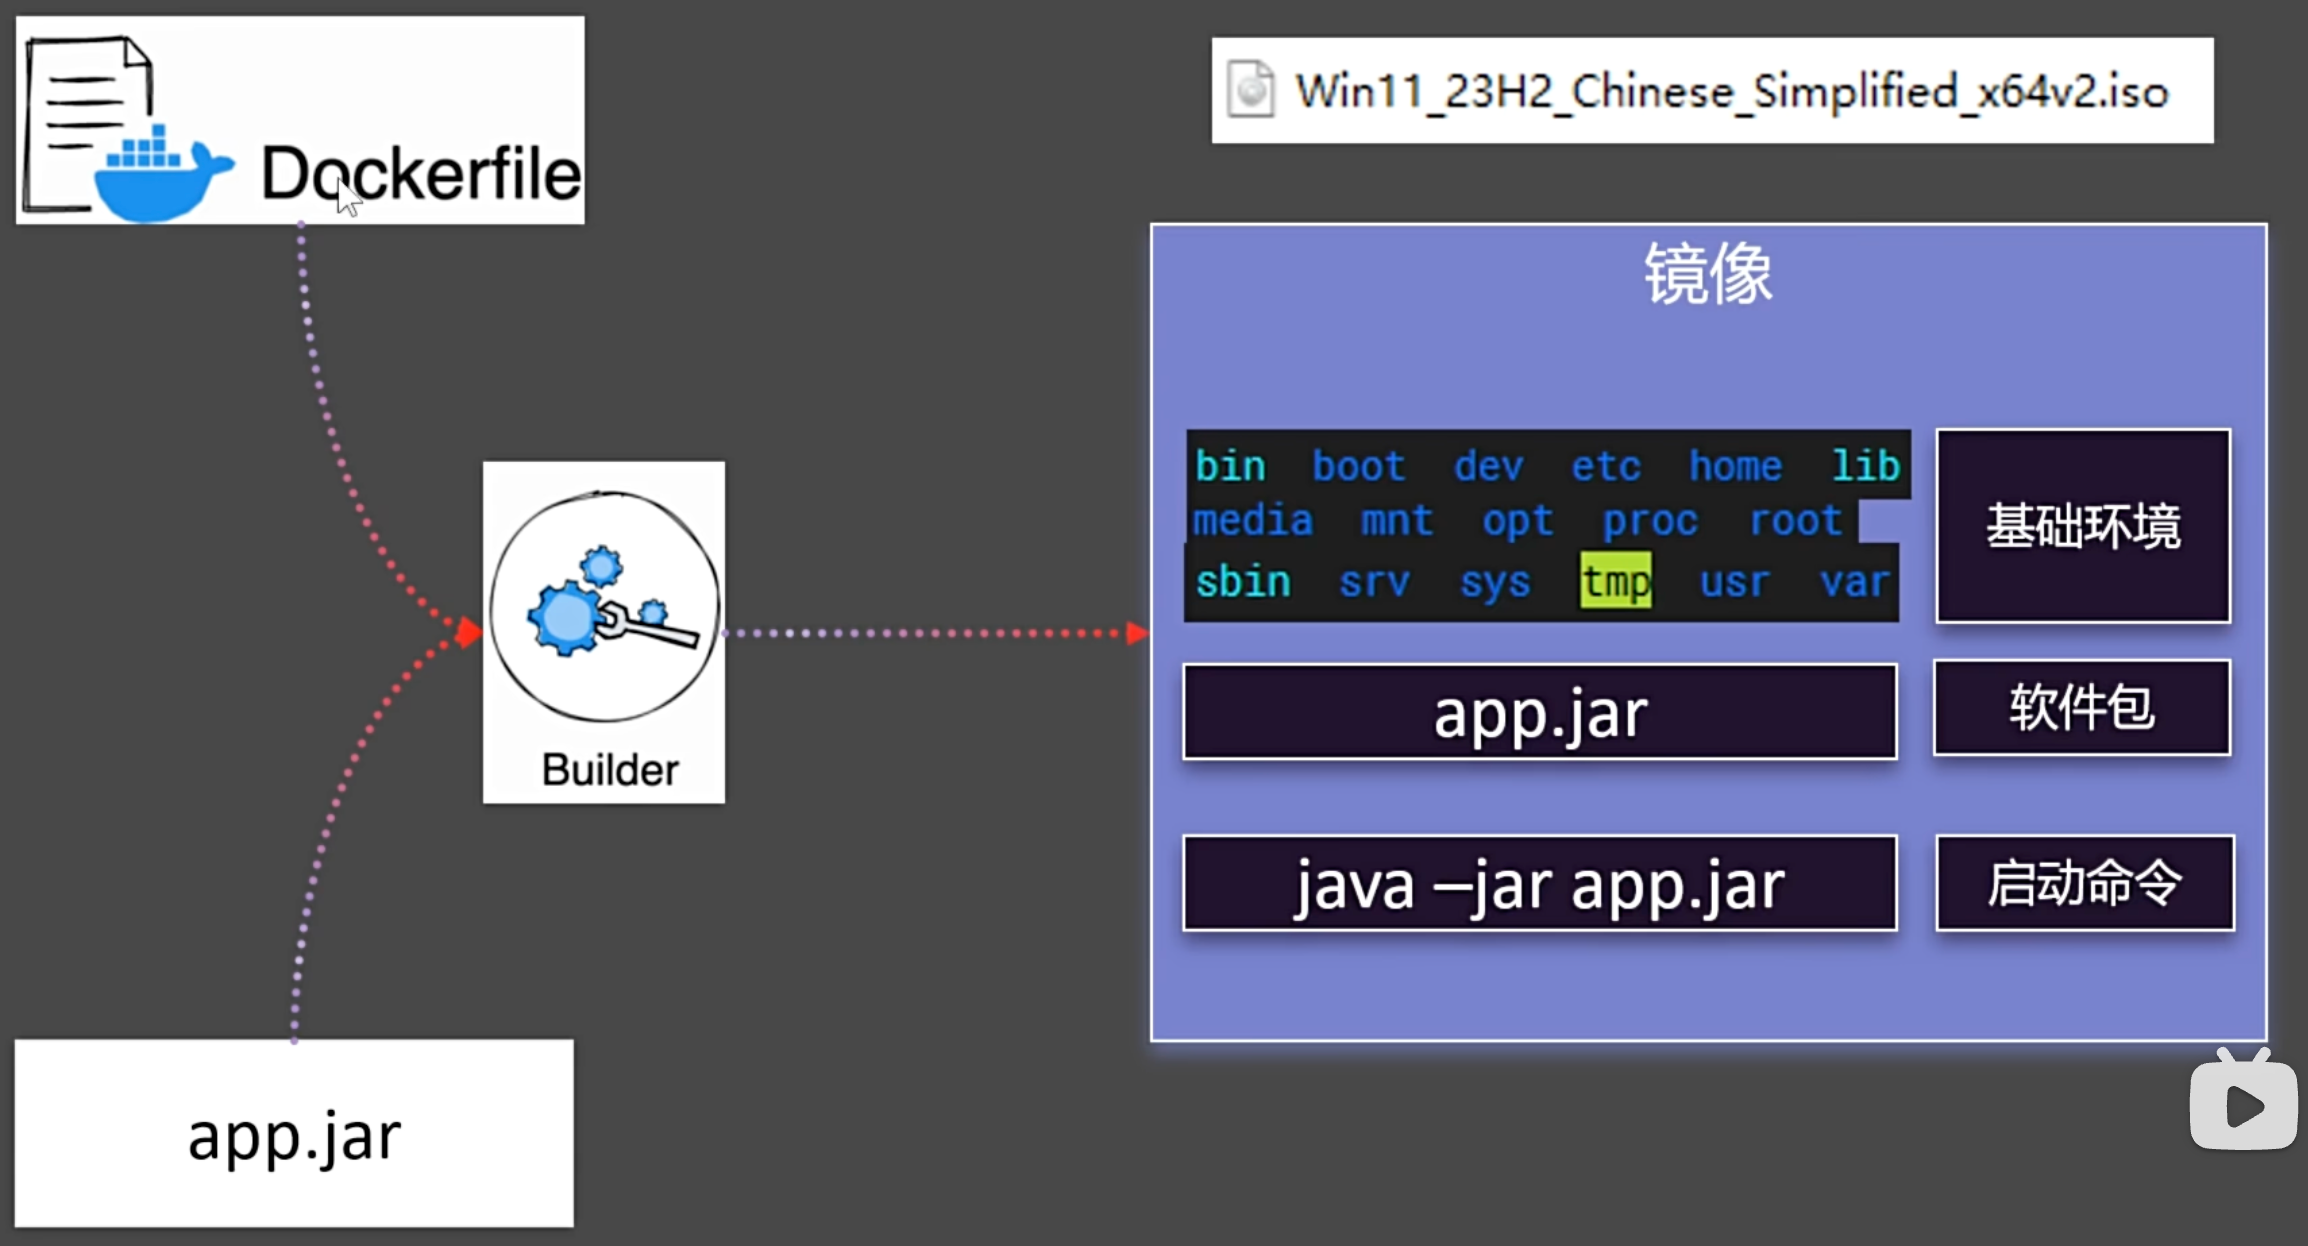 Dockerfile
Win11_23H2_Chinese_Simplified_x64v2.iso
镜像
bin boot dev etc home lib
media mnt opt proc root
sbin srv sys tmp usr var
基础环境
app.jar
软件包
java –jar app.jar
启动命令
Builder
app.jar